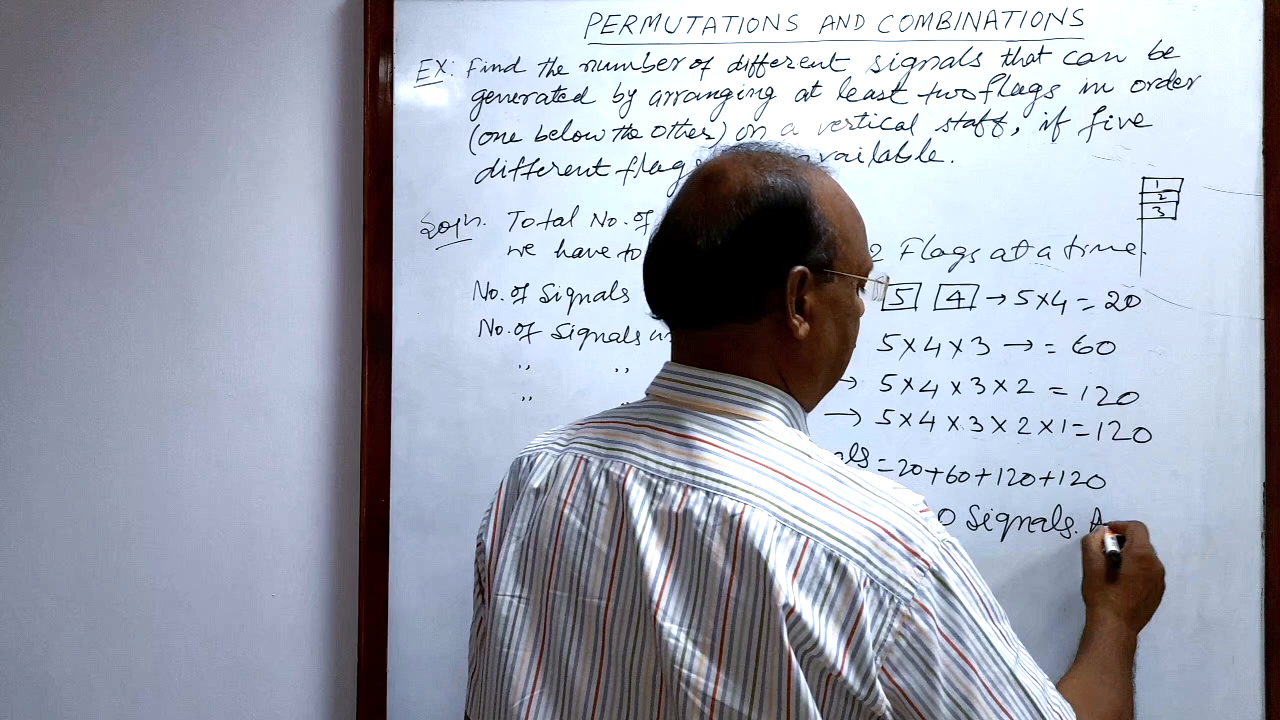 PERMUTATIONS AND COMBINATIONS
EX: Find the number of different signals that can be
generated by arranging at least two flags in order
(one below the other) on a vertical staff, if five
different flags available.
1
2
3
Soln. Total No. of
we have to 2 Flags at a time.
No. of Signals 5 4 → 5×4 = 20
No. of Signals 5×4×3 → = 60
,, ,, → 5×4×3×2 = 120
,, ,, → 5×4×3×2×1=120
= 20+60+120+120
0 Signals. A